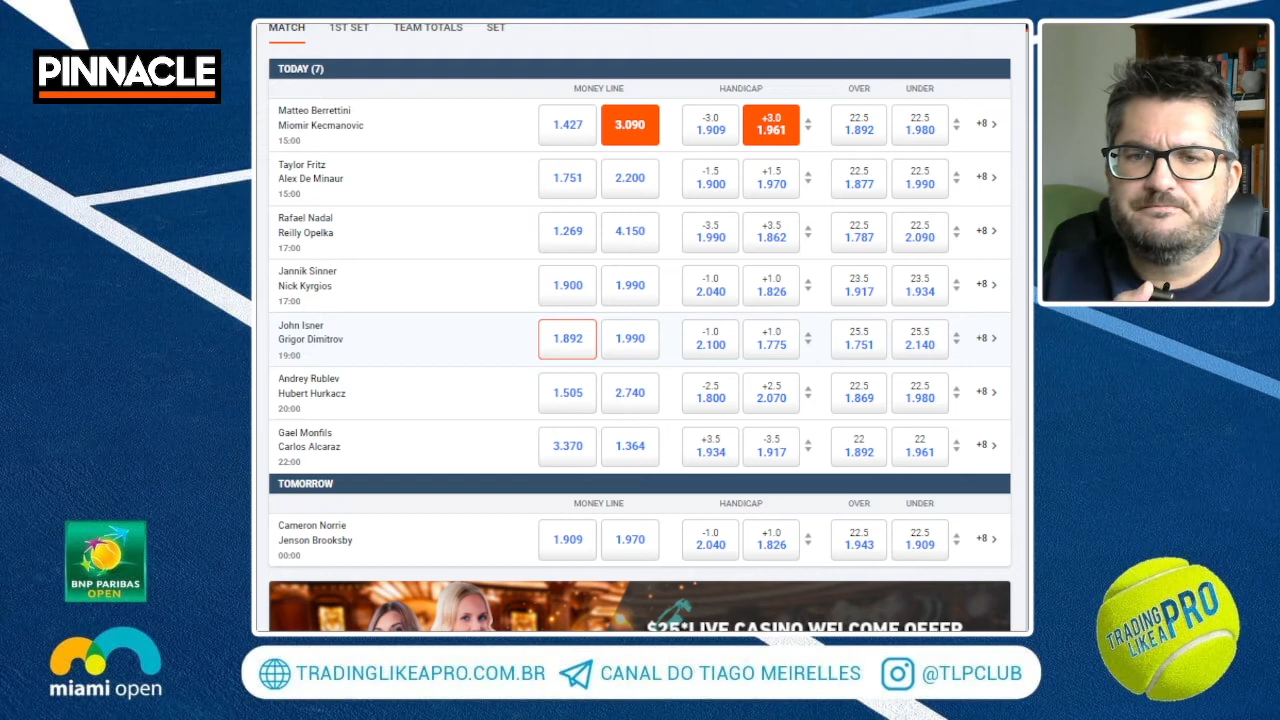 PINNACLE
MATCH 1ST SET TEAM TOTALS SET
TODAY (7)
MONEY LINE HANDICAP OVER UNDER
Matteo Berrettini
Miomir Kecmanovic
15:00
1.427 3.090 -3.0 1.909 +3.0 1.961 22.5 1.892 22.5 1.980 +8
Taylor Fritz
Alex De Minaur
15:00
1.751 2.200 -1.5 1.900 +1.5 1.970 22.5 1.877 22.5 1.990 +8
Rafael Nadal
Reilly Opelka
17:00
1.269 4.150 -3.5 1.990 +3.5 1.862 22.5 1.787 22.5 2.090 +8
Jannik Sinner
Nick Kyrgios
17:00
1.900 1.990 -1.0 2.040 +1.0 1.826 23.5 1.917 23.5 1.934 +8
John Isner
Grigor Dimitrov
19:00
1.892 1.990 -1.0 2.100 +1.0 1.775 25.5 1.751 25.5 2.140 +8
Andrey Rublev
Hubert Hurkacz
20:00
1.505 2.740 -2.5 1.800 +2.5 2.070 22.5 1.869 22.5 1.980 +8
Gael Monfils
Carlos Alcaraz
22:00
3.370 1.364 +3.5 1.934 -3.5 1.917 22 1.892 22 1.961 +8
TOMORROW
MONEY LINE HANDICAP OVER UNDER
Cameron Norrie
Jenson Brooksby
00:00
1.909 1.970 -1.0 2.040 +1.0 1.826 22.5 1.943 22.5 1.909 +8
$25* LIVE CASINO WELCOME OFFER
BNP PARIBAS
OPEN
miami open
TRADING
LIKE A PRO
TRADINGLIKEAPRO.COM.BR CANAL DO TIAGO MEIRELLES @TLPCLUB